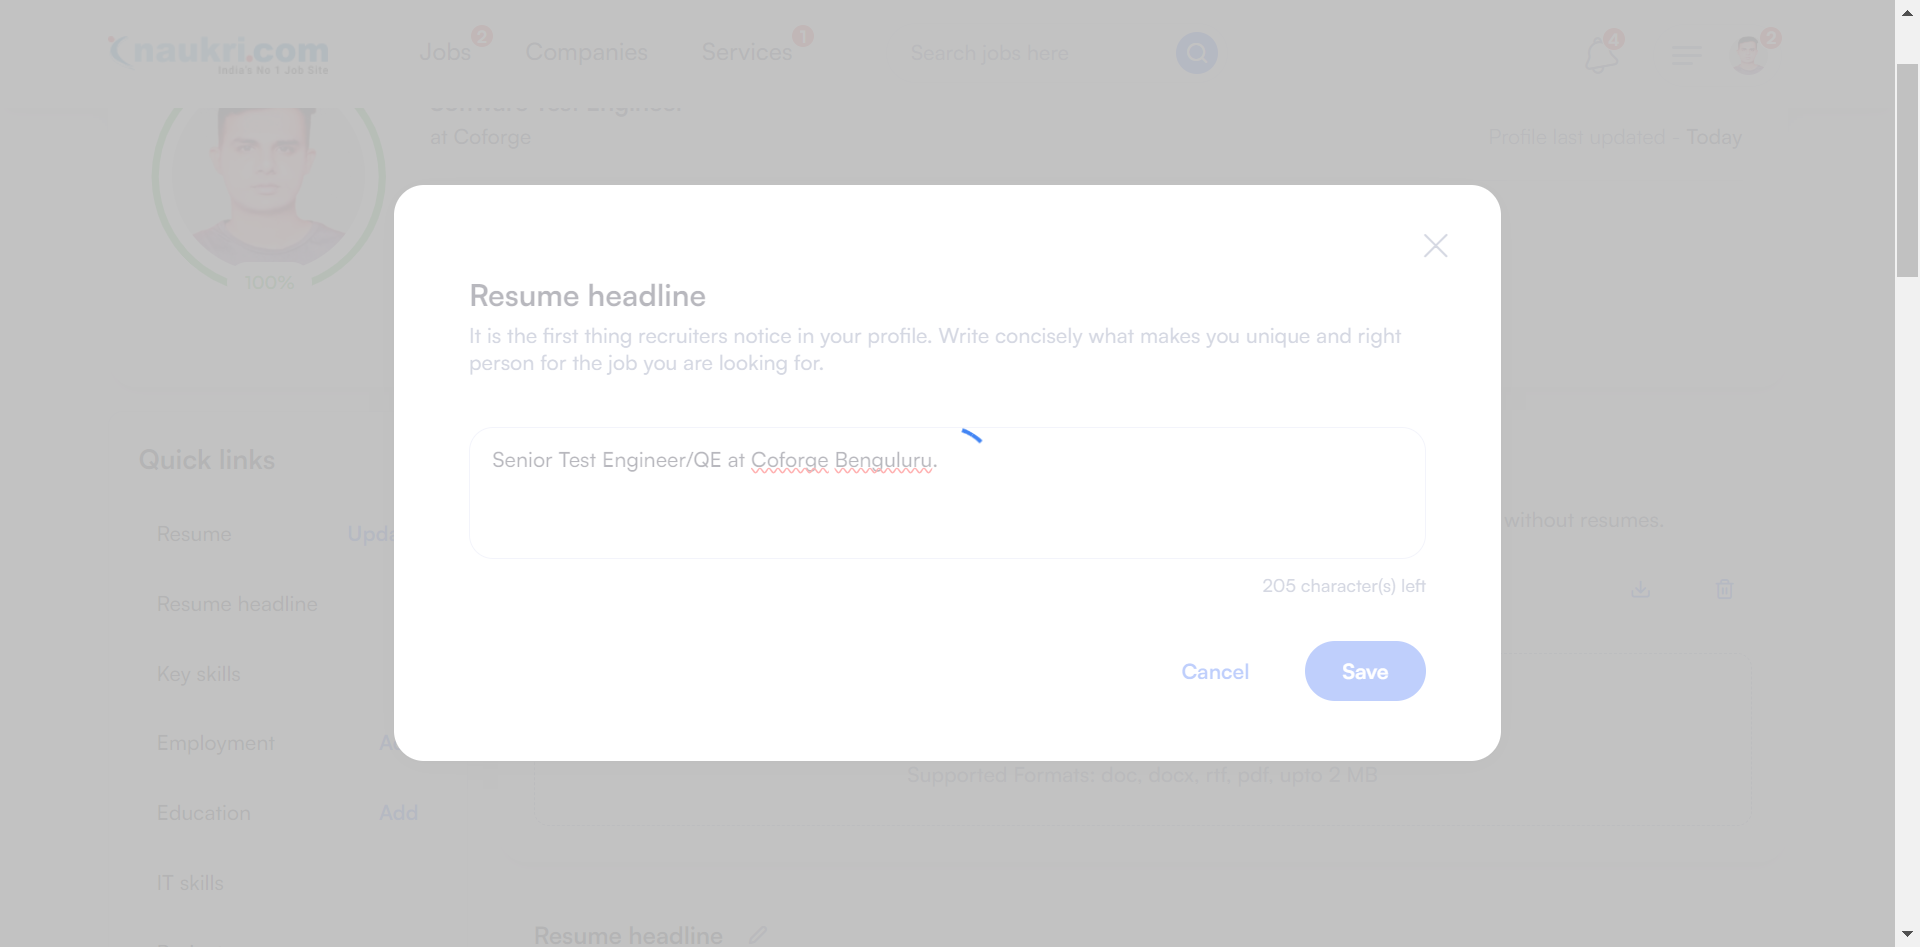 naukri.com
India's No 1 Job Site
Jobs
2
Companies
Services
1
Search jobs here
4
2
Software Test Engineer
at Coforge
Profile last updated - Today
100%
Resume headline
It is the first thing recruiters notice in your profile. Write concisely what makes you unique and right
person for the job you are looking for.
Senior Test Engineer/QE at Coforge Benguluru.
205 character(s) left
Cancel
Save
Quick links
Resume
Resume headline
Key skills
Employment
Education
Add
IT skills
without resumes.
Supported Formats: doc, docx, rtf, pdf, upto 2 MB
Resume headline